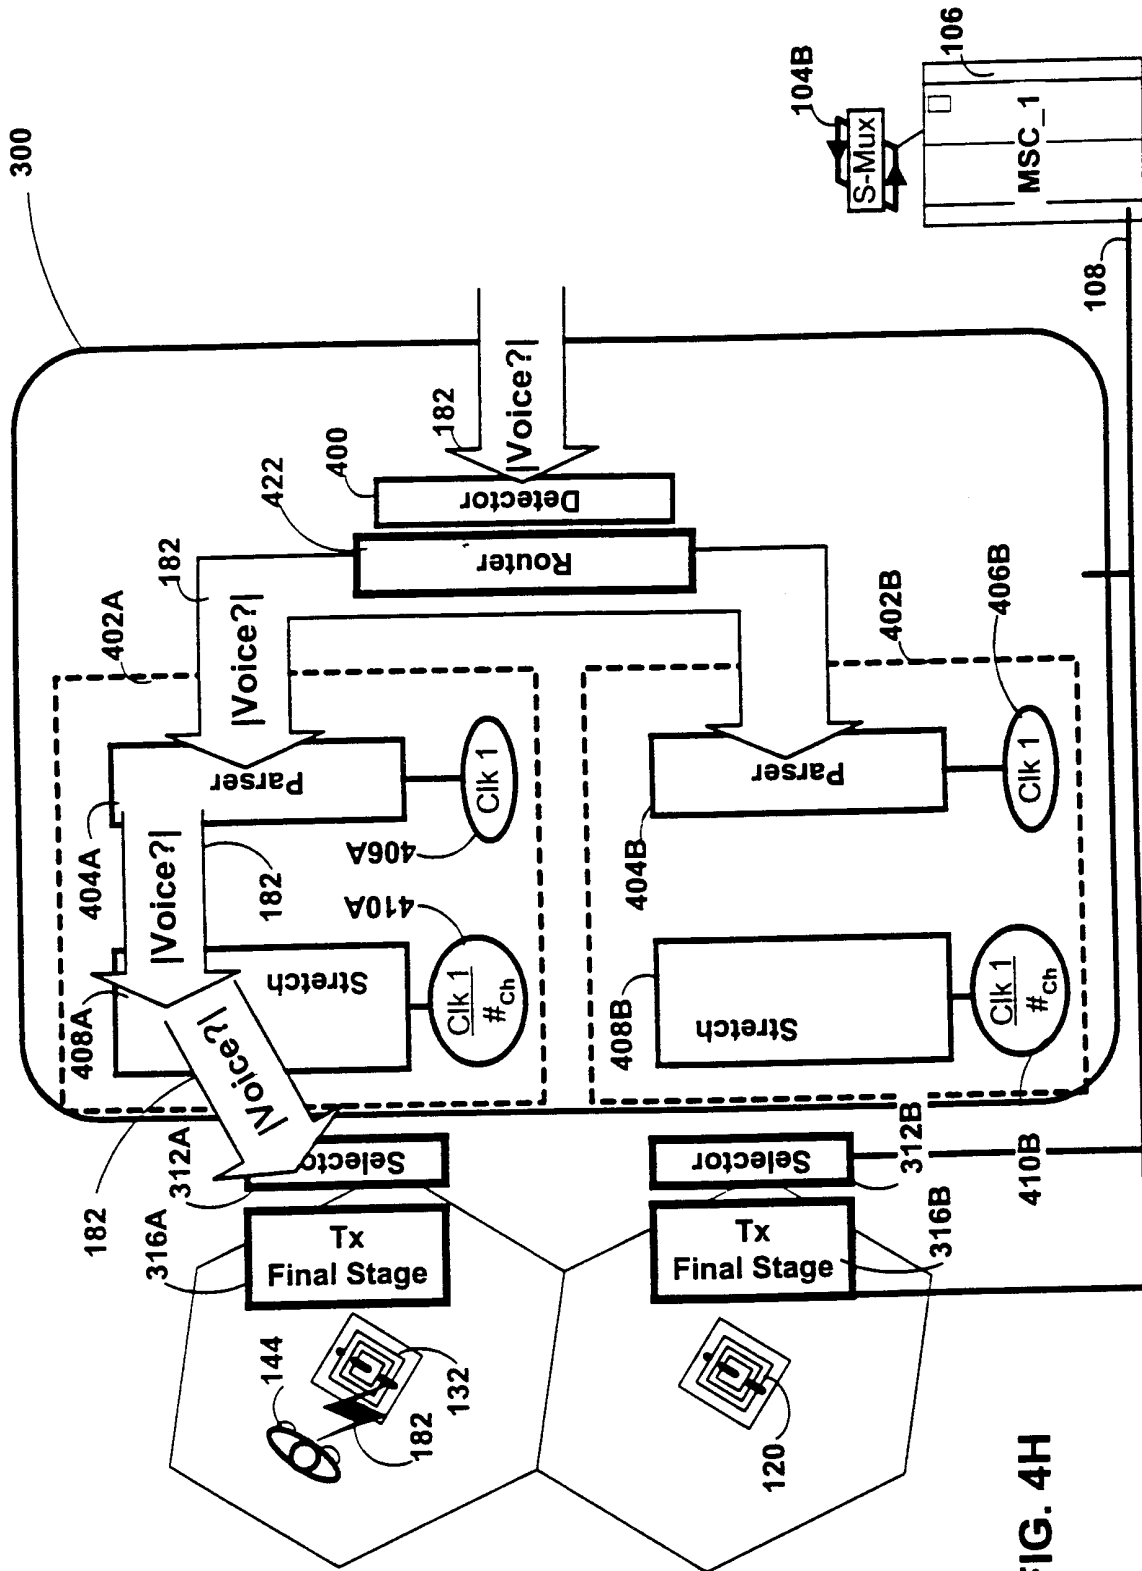 300
182
|Voice?|
400
Detector
422
Router
182
|Voice?|
402A
402B
404A
Parser
406A
Clk 1
|Voice?|
182
404B
Parser
406B
Clk 1
408A
Stretch
410A
Clk 1
#Ch
|Voice?|
182
408B
Stretch
410B
Clk 1
#Ch
312A
Selecto
316A
Tx
Final Stage
312B
Selector
316B
Tx
Final Stage
144
132
182
120
104B
S-Mux
106
MSC_1
108
FIG. 4H